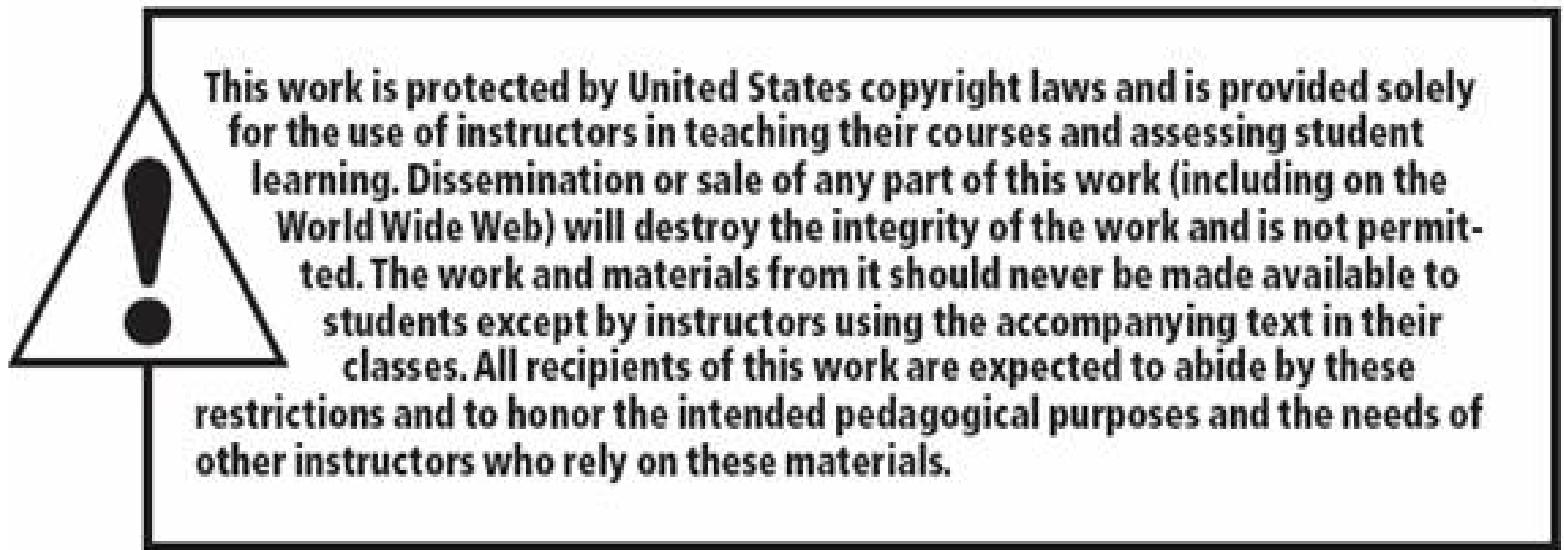 This work is protected by United States copyright laws and is provided solely
for the use of instructors in teaching their courses and assessing student
learning. Dissemination or sale of any part of this work (including on the
World Wide Web) will destroy the integrity of the work and is not permit-
ted. The work and materials from it should never be made available to
students except by instructors using the accompanying text in their
classes. All recipients of this work are expected to abide by these
restrictions and to honor the intended pedagogical purposes and the needs of
other instructors who rely on these materials.